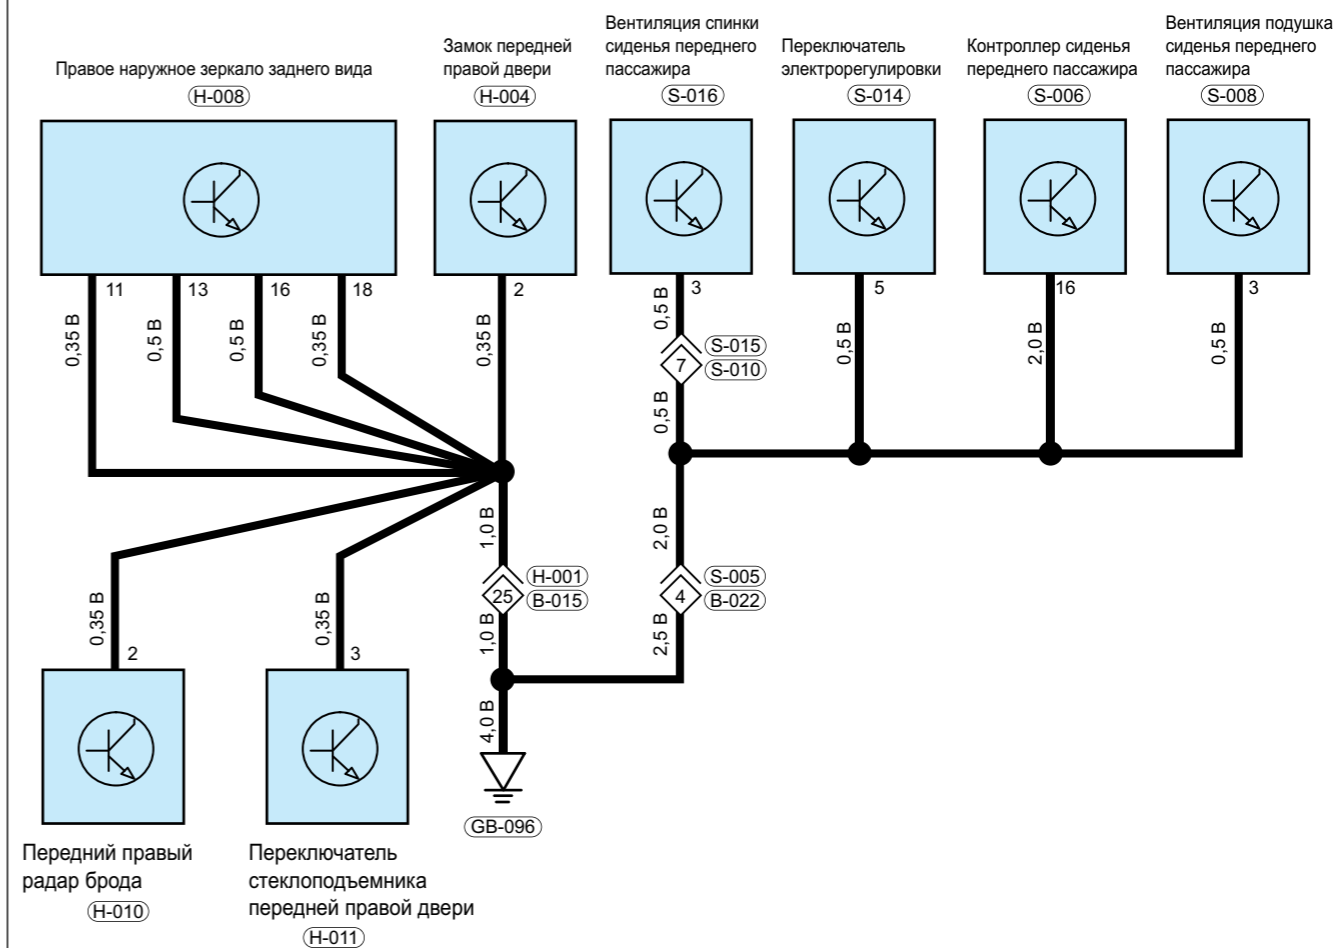 Правое наружное зеркало заднего вида
H-008
Замок передней
правой двери
H-004
Вентиляция спинки
сиденья переднего
пассажира
S-016
Переключатель
электрорегулировки
S-014
Контроллер сиденья
переднего пассажира
S-006
Вентиляция подушка
сиденья переднего
пассажира
S-008
11
13
16
18
2
3
5
16
3
0,35 B
0,5 B
0,5 B
0,35 B
0,35 B
0,5 B
0,5 B
2,0 B
0,5 B
7
S-015
S-010
0,5 B
1,0 B
2,0 B
25
H-001
B-015
4
S-005
B-022
0,35 B
0,35 B
1,0 B
2,5 B
2
3
4,0 B
GB-096
Передний правый
радар брода
H-010
Переключатель
стеклоподъемника
передней правой двери
H-011